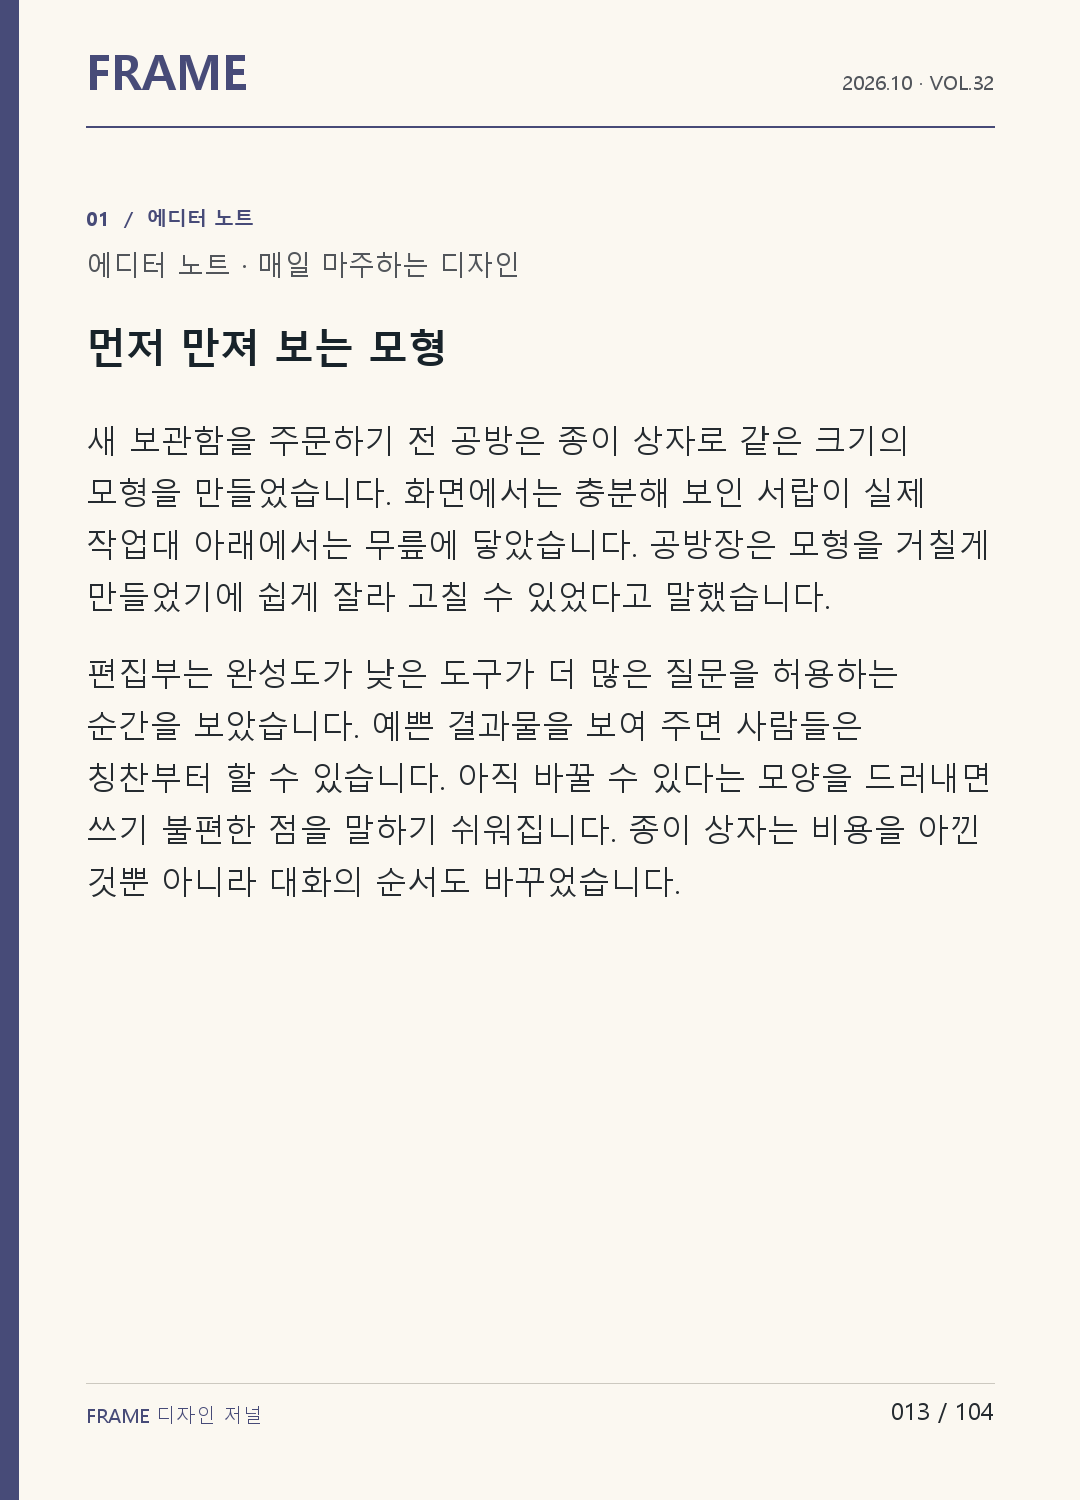 FRAME
2026.10 · VOL.32
01 / 에디터 노트
에디터 노트 · 매일 마주하는 디자인
먼저 만져 보는 모형
새 보관함을 주문하기 전 공방은 종이 상자로 같은 크기의
모형을 만들었습니다. 화면에서는 충분해 보인 서랍이 실제
작업대 아래에서는 무릎에 닿았습니다. 공방장은 모형을 거칠게
만들었기에 쉽게 잘라 고칠 수 있었다고 말했습니다.
편집부는 완성도가 낮은 도구가 더 많은 질문을 허용하는
순간을 보았습니다. 예쁜 결과물을 보여 주면 사람들은
칭찬부터 할 수 있습니다. 아직 바꿀 수 있다는 모양을 드러내면
쓰기 불편한 점을 말하기 쉬워집니다. 종이 상자는 비용을 아낀
것뿐 아니라 대화의 순서도 바꾸었습니다.
FRAME 디자인 저널
013 / 104